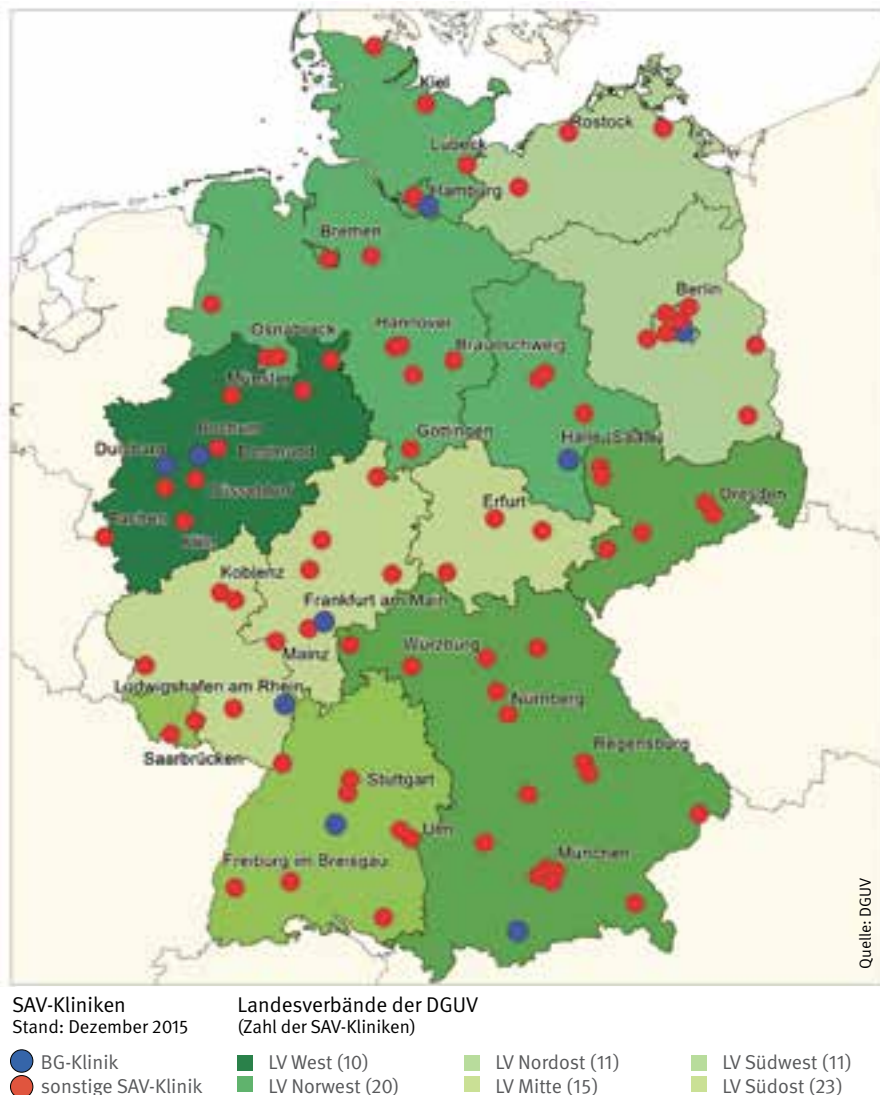 Kiel
Rostock
Lübeck
Hamburg
Bremen
Berlin
Osnabrück
Hannover
Braunschweig
Münster
Bochum
Göttingen
Halle (Saale)
Duisburg
Dortmund
Düsseldorf
Dresden
Aachen
Erfurt
Köln
Koblenz
Frankfurt am Main
Mainz
Würzburg
Ludwigshafen am Rhein
Nürnberg
Regensburg
Saarbrücken
Stuttgart
Ulm
München
Freiburg im Breisgau
Quelle: DGUV
SAV-Kliniken
Stand: Dezember 2015
BG-Klinik
sonstige SAV-Klinik
Landesverbände der DGUV
(Zahl der SAV-Kliniken)
LV West (10)
LV Norwest (20)
LV Nordost (11)
LV Mitte (15)
LV Südwest (11)
LV Südost (23)